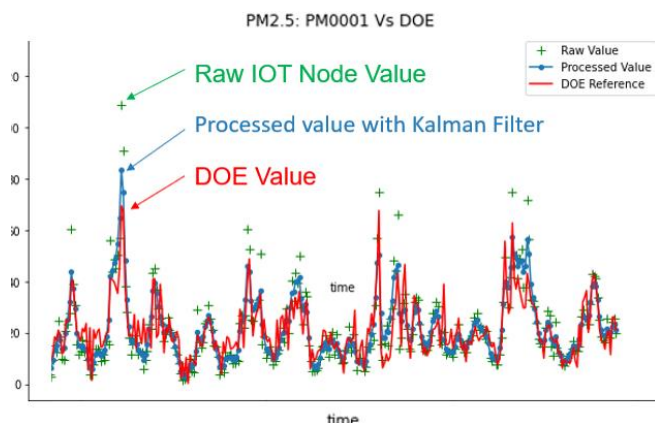 PM2.5: PM0001 Vs DOE
Raw Value
Processed Value
DOE Reference
Raw IOT Node Value
Processed value with Kalman Filter
DOE Value
80
60
40
20
0
time
time